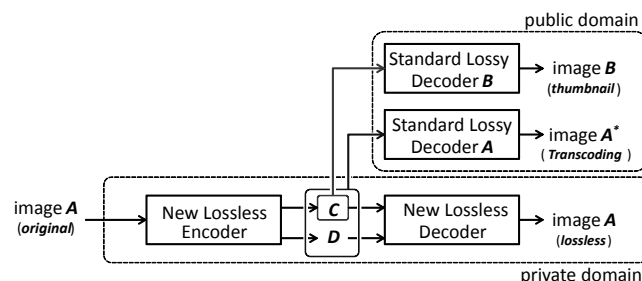 public domain
Standard Lossy
Decoder B
image B
(thumbnail)
Standard Lossy
Decoder A
image A*
(Transcoding)
image A
(original)
New Lossless
Encoder
C
D
New Lossless
Decoder
image A
(lossless)
private domain